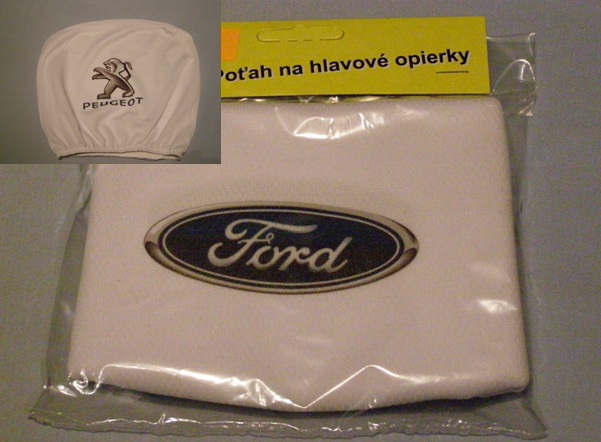 Poťah na hlavové opierky
PEUGEOT
Ford